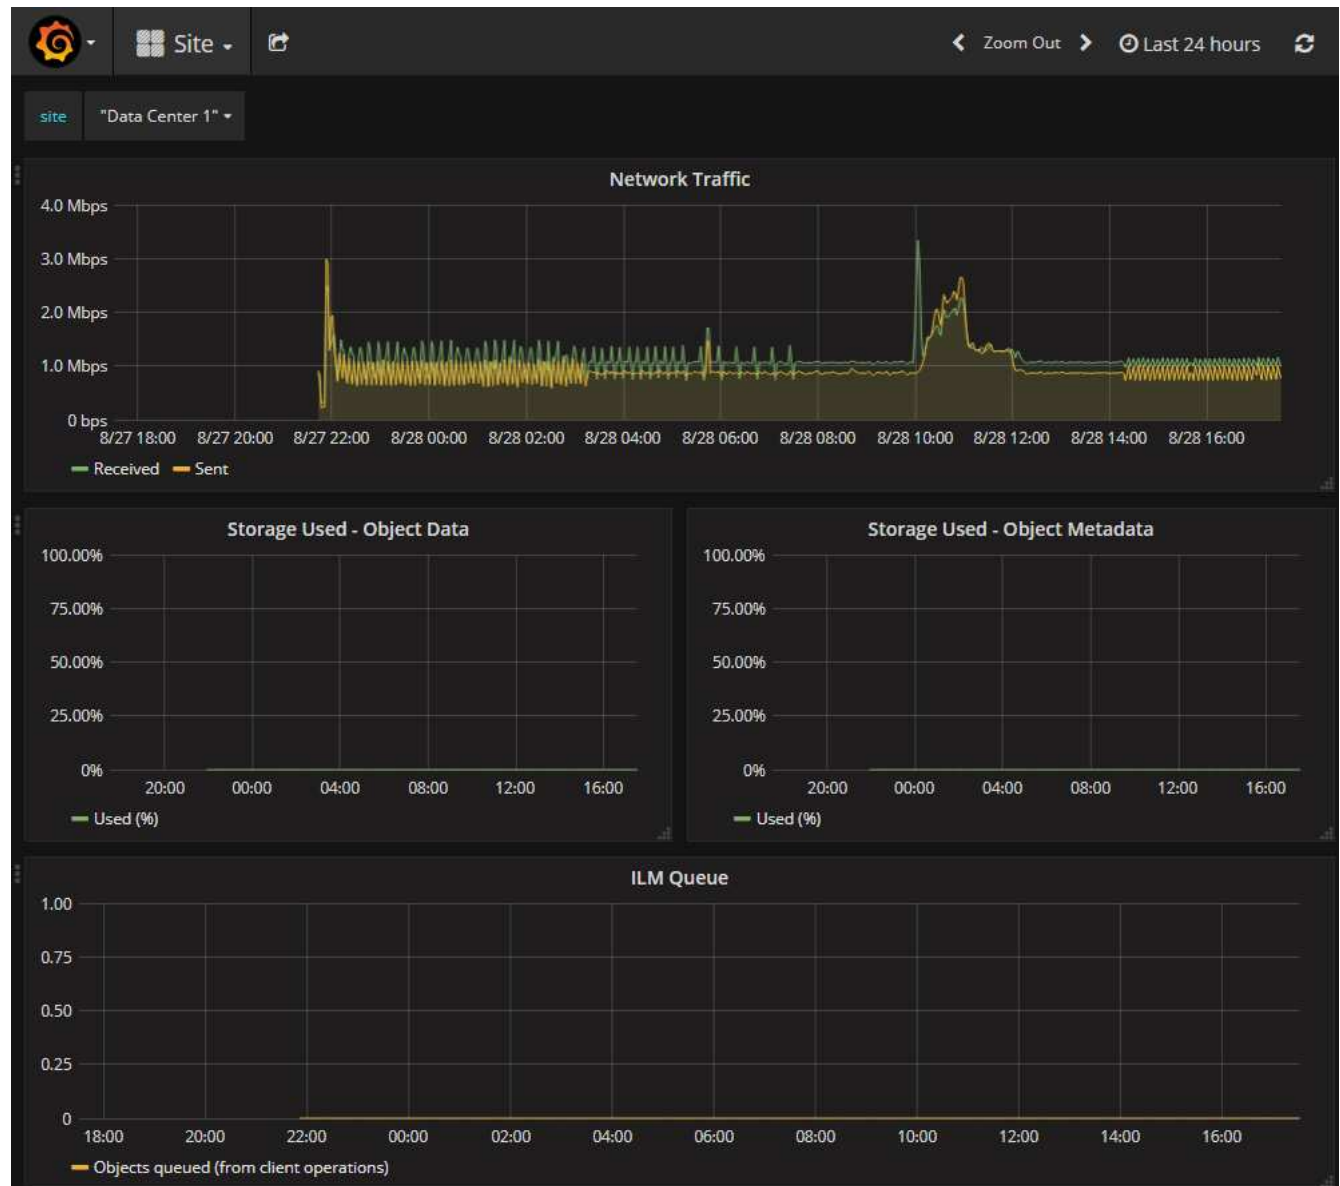 Site
Zoom Out
Last 24 hours
site "Data Center 1"
Network Traffic
4.0 Mbps
3.0 Mbps
2.0 Mbps
1.0 Mbps
0 bps
8/27 18:00 8/27 20:00 8/27 22:00 8/28 00:00 8/28 02:00 8/28 04:00 8/28 06:00 8/28 08:00 8/28 10:00 8/28 12:00 8/28 14:00 8/28 16:00
Received Sent
Storage Used - Object Data
100.00%
75.00%
50.00%
25.00%
0%
20:00 00:00 04:00 08:00 12:00 16:00
Used (%)
Storage Used - Object Metadata
100.00%
75.00%
50.00%
25.00%
0%
20:00 00:00 04:00 08:00 12:00 16:00
Used (%)
ILM Queue
1.00
0.75
0.50
0.25
0
18:00 20:00 22:00 00:00 02:00 04:00 06:00 08:00 10:00 12:00 14:00 16:00
Objects queued (from client operations)